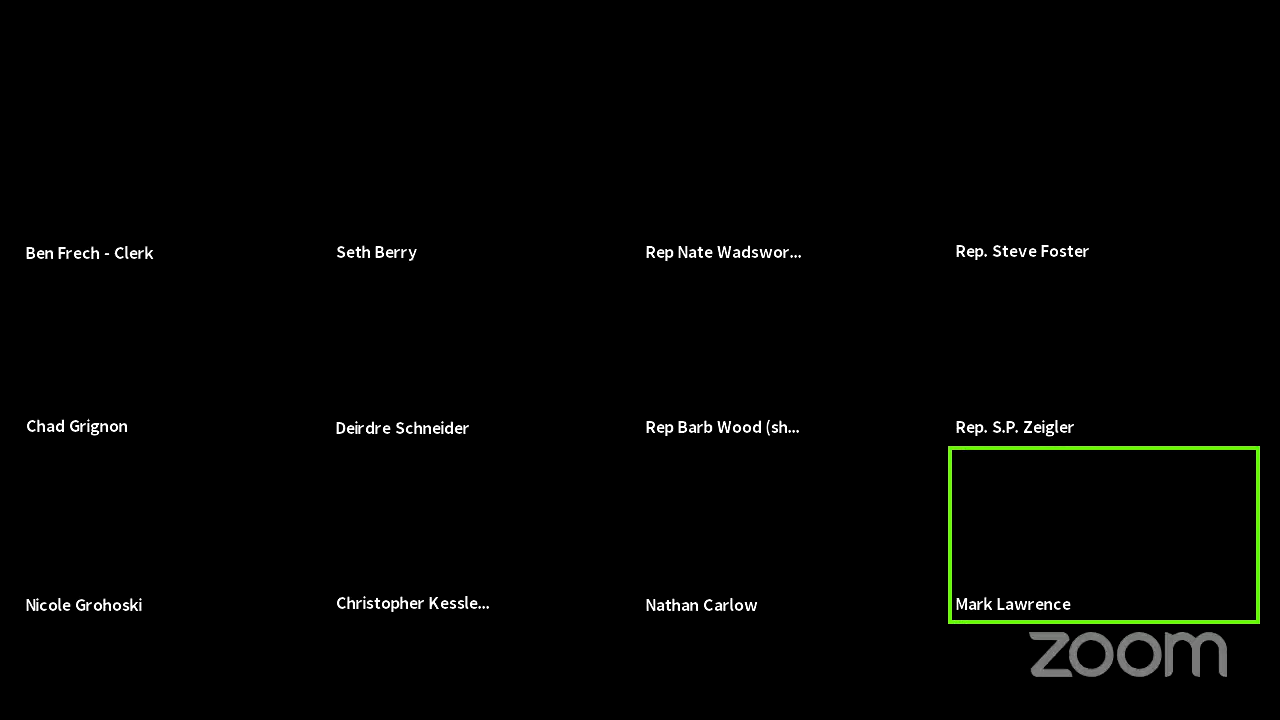 Ben Frech - Clerk
Seth Berry
Rep Nate Wadswor...
Rep. Steve Foster
Chad Grignon
Deirdre Schneider
Rep Barb Wood (sh...
Rep. S.P. Zeigler
Nicole Grohoski
Christopher Kessle...
Nathan Carlow
Mark Lawrence
zoom